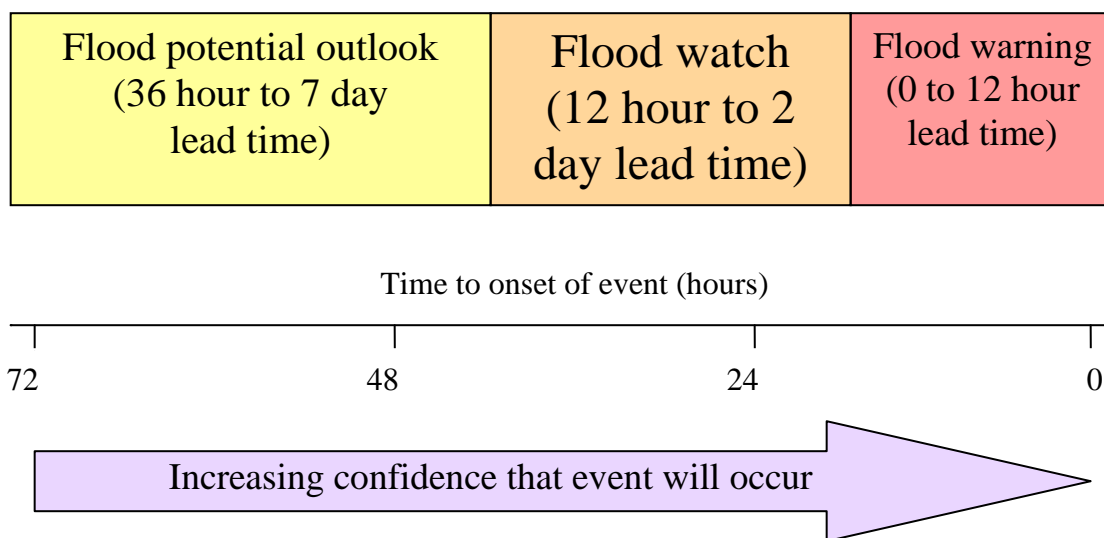 Flood potential outlook
(36 hour to 7 day
lead time)
Flood watch
(12 hour to 2
day lead time)
Flood warning
(0 to 12 hour
lead time)
Time to onset of event (hours)
72
48
24
0
Increasing confidence that event will occur